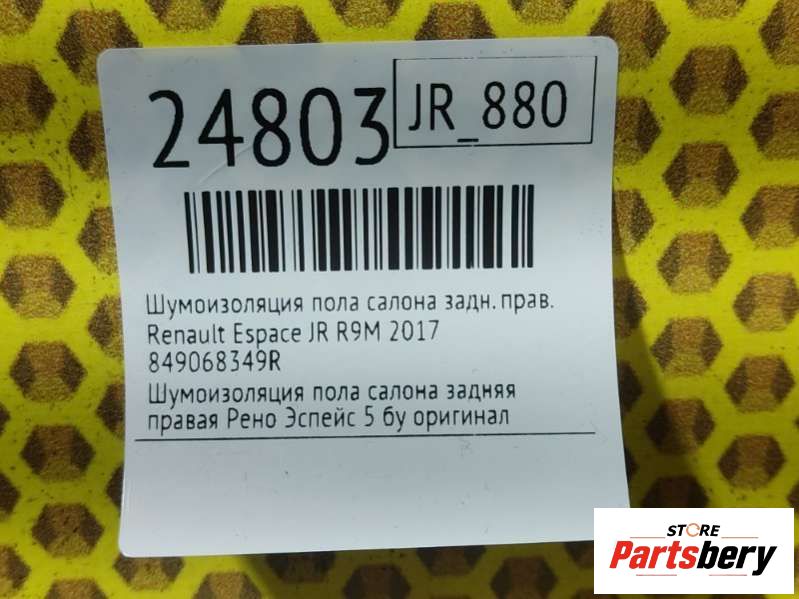 24803
JR_880
Шумоизоляция пола салона задн. прав.
Renault Espace JR R9M 2017
849068349R
Шумоизоляция пола салона задняя
правая Рено Эспейс 5 бу оригинал
STORE
Partsbery